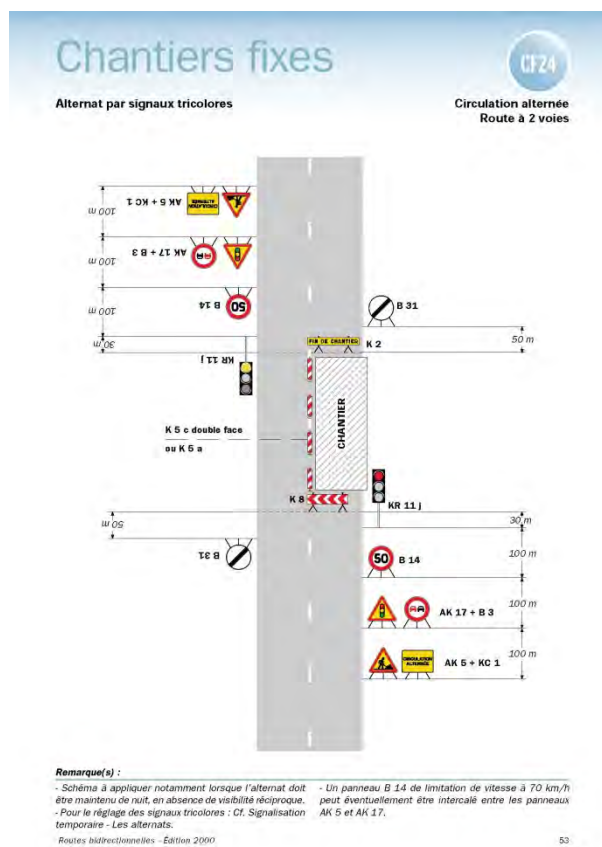 Chantiers fixes
CF24
Alternat par signaux tricolores
Circulation alternée
Route à 2 voies
100 m
CIRCULATION
ALTERNÉE
AK 5 + KC 1
100 m
AK 17 + B 3
100 m
50
B 14
30 m
KR 11 j
B 31
50 m
FIN DE CHANTIER
K 2
K 5 c double face
ou K 5 a
CHANTIER
K 8
KR 11 j
50 m
B 31
30 m
50
B 14
100 m
AK 17 + B 3
100 m
CIRCULATION
ALTERNÉE
AK 5 + KC 1
100 m
Remarque(s) :
- Schéma à appliquer notamment lorsque l'alternat doit
être maintenu de nuit, en absence de visibilité réciproque.
- Pour le réglage des signaux tricolores : Cf. Signalisation
temporaire - Les alternats.
- Un panneau B 14 de limitation de vitesse à 70 km/h
peut éventuellement être intercalé entre les panneaux
AK 5 et AK 17.
Routes bidirectionnelles - Édition 2000
53